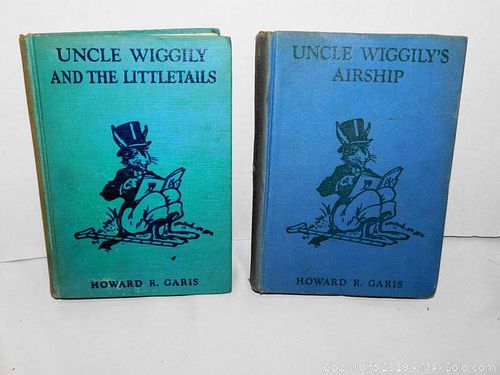 UNCLE WIGGILY
AND THE LITTLETAILS
HOWARD R. GARIS
UNCLE WIGGILY'S
AIRSHIP
HOWARD R. GARIS
Copyright 2019 - MaxSold.com